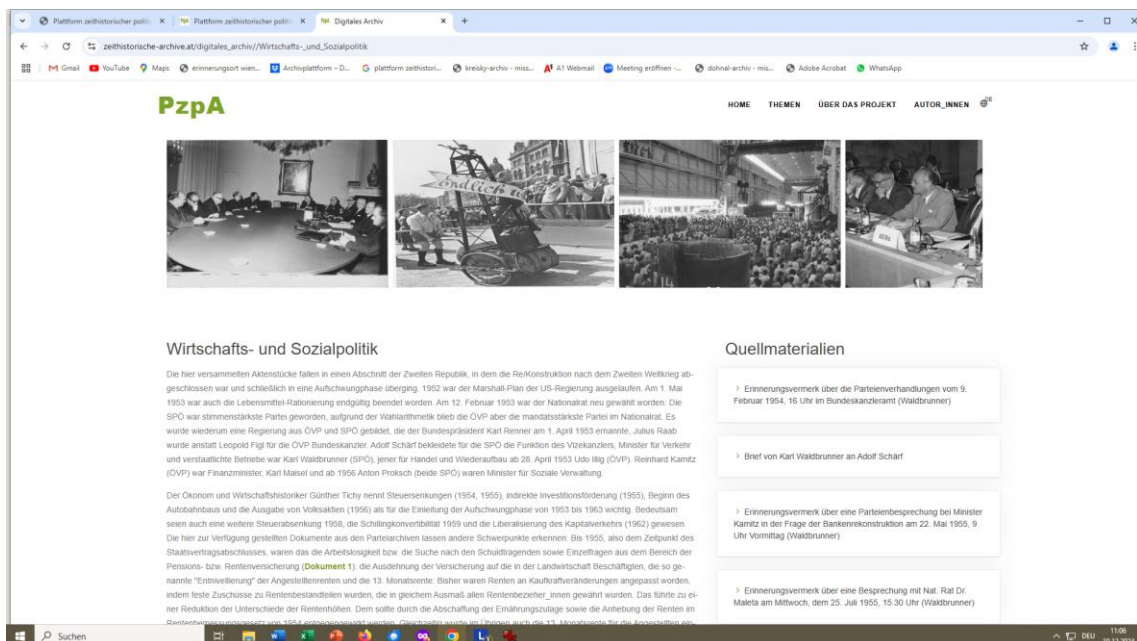 Plattform zeithistorischer politi
Plattform zeithistorischer politi
Digitales Archiv
zeithistorische-archive.at/digitales_archiv//Wirtschafts-_und_Sozialpolitik
Gmail
YouTube
Maps
erinnerungsort wien...
Archivplattform – D...
plattform zeithistori...
kreisky-archiv - miss...
A1 Webmail
Meeting eröffnen -...
dohnal-archiv - mis...
Adobe Acrobat
WhatsApp
PzpA
HOME THEMEN ÜBER DAS PROJEKT AUTOR_INNEN DE
endlich
Wirtschafts- und Sozialpolitik
Die hier versammelten Aktenstücke fallen in einen Abschnitt der Zweiten Republik, in dem die Re/Konstruktion nach dem Zweiten Weltkrieg ab-
geschlossen war und schließlich in eine Aufschwungphase überging. 1952 war der Marshall-Plan der US-Regierung ausgelaufen. Am 1. Mai
1953 war auch die Lebensmittel-Rationierung endgültig beendet worden. Am 12. Februar 1953 war der Nationalrat neu gewählt worden: Die
SPÖ war stimmenstärkste Partei geworden, aufgrund der Wahlarithmetik blieb die ÖVP aber die mandatsstärkste Partei im Nationalrat. Es
wurde wiederum eine Regierung aus ÖVP und SPÖ gebildet, die der Bundespräsident Karl Renner am 1. April 1953 ernannte, Julius Raab
wurde anstatt Leopold Figl für die ÖVP Bundeskanzler. Adolf Schärf bekleidete für die SPÖ die Funktion des Vizekanzlers, Minister für Verkehr
und verstaatlichte Betriebe war Karl Waldbrunner (SPÖ), jener für Handel und Wiederaufbau ab 28. April 1953 Udo Illig (ÖVP). Reinhard Kamitz
(ÖVP) war Finanzminister, Karl Maisel und ab 1956 Anton Proksch (beide SPÖ) waren Minister für Soziale Verwaltung.
Der Ökonom und Wirtschaftshistoriker Günther Tichy nennt Steuersenkungen (1954, 1955), indirekte Investitionsförderung (1955), Beginn des
Autobahnbaus und die Ausgabe von Volksaktien (1956) als für die Einleitung der Aufschwungphase von 1953 bis 1963 wichtig. Bedeutsam
seien auch eine weitere Steuerabsenkung 1958, die Schillingkonvertibilität 1959 und die Liberalisierung des Kapitalverkehrs (1962) gewesen.
Die hier zur Verfügung gestellten Dokumente aus den Parteiarchiven lassen andere Schwerpunkte erkennen: Bis 1955, also dem Zeitpunkt des
Staatsvertragsabschlusses, waren das die Arbeitslosigkeit bzw. die Suche nach den Schuldtragenden sowie Einzelfragen aus dem Bereich der
Pensions- bzw. Rentenversicherung (Dokument 1): die Ausdehnung der Versicherung auf die in der Landwirtschaft Beschäftigten, die so ge-
nannte "Entnivellierung" der Angestelltenrenten und die 13. Monatsrente: Bisher waren Renten an Kaufkraftveränderungen angepasst worden,
indem feste Zuschüsse zu Rentenbestandteilen wurden, die in gleichem Ausmaß allen Rentenbezieher_innen gewährt wurden. Das führte zu ei-
ner Reduktion der Unterschiede der Rentenhöhen. Dem sollte durch die Abschaffung der Ernährungszulage sowie die Anhebung der Renten im
Rentenbemessungsgesetz von 1954 entgegengewirkt werden. Gleichzeitig wurde im Übrigen auch die 13. Monatsrente für die Angestellten ein-
Quellmaterialien
Erinnerungsvermerk über die Parteienverhandlungen vom 9.
Februar 1954, 16 Uhr im Bundeskanzleramt (Waldbrunner)
Brief von Karl Waldbrunner an Adolf Schärf
Erinnerungsvermerk über eine Parteienbesprechung bei Minister
Kamitz in der Frage der Bankenrekonstruktion am 22. Mai 1955, 9
Uhr Vormittag (Waldbrunner)
Erinnerungsvermerk über eine Besprechung mit Nat. Rat Dr.
Maleta am Mittwoch, dem 25. Juli 1955, 15.30 Uhr (Waldbrunner)
Suchen
DEU
11:06